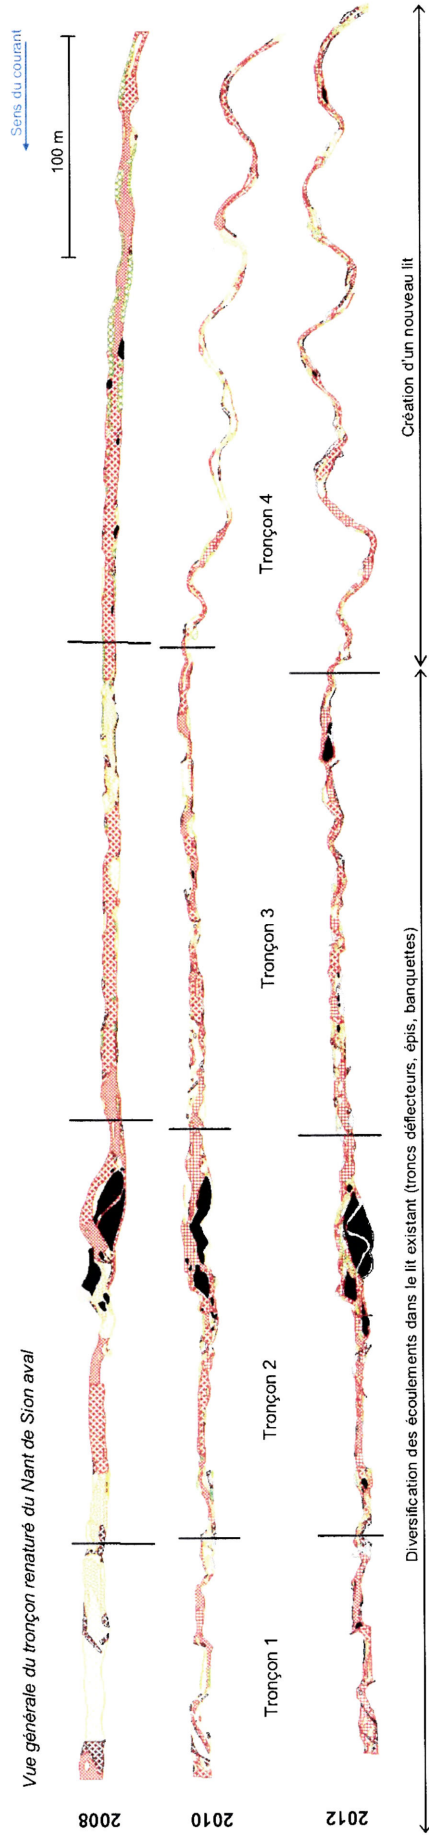 Vue générale du tronçon renaturé du Nant de Sion aval
Sens du courant
100 m
2008
2010
Tronçon 1
Tronçon 2
Tronçon 3
Tronçon 4
2012
Diversification des écoulements dans le lit existant (troncs déflecteurs, épis, banquettes)
Création d'un nouveau lit